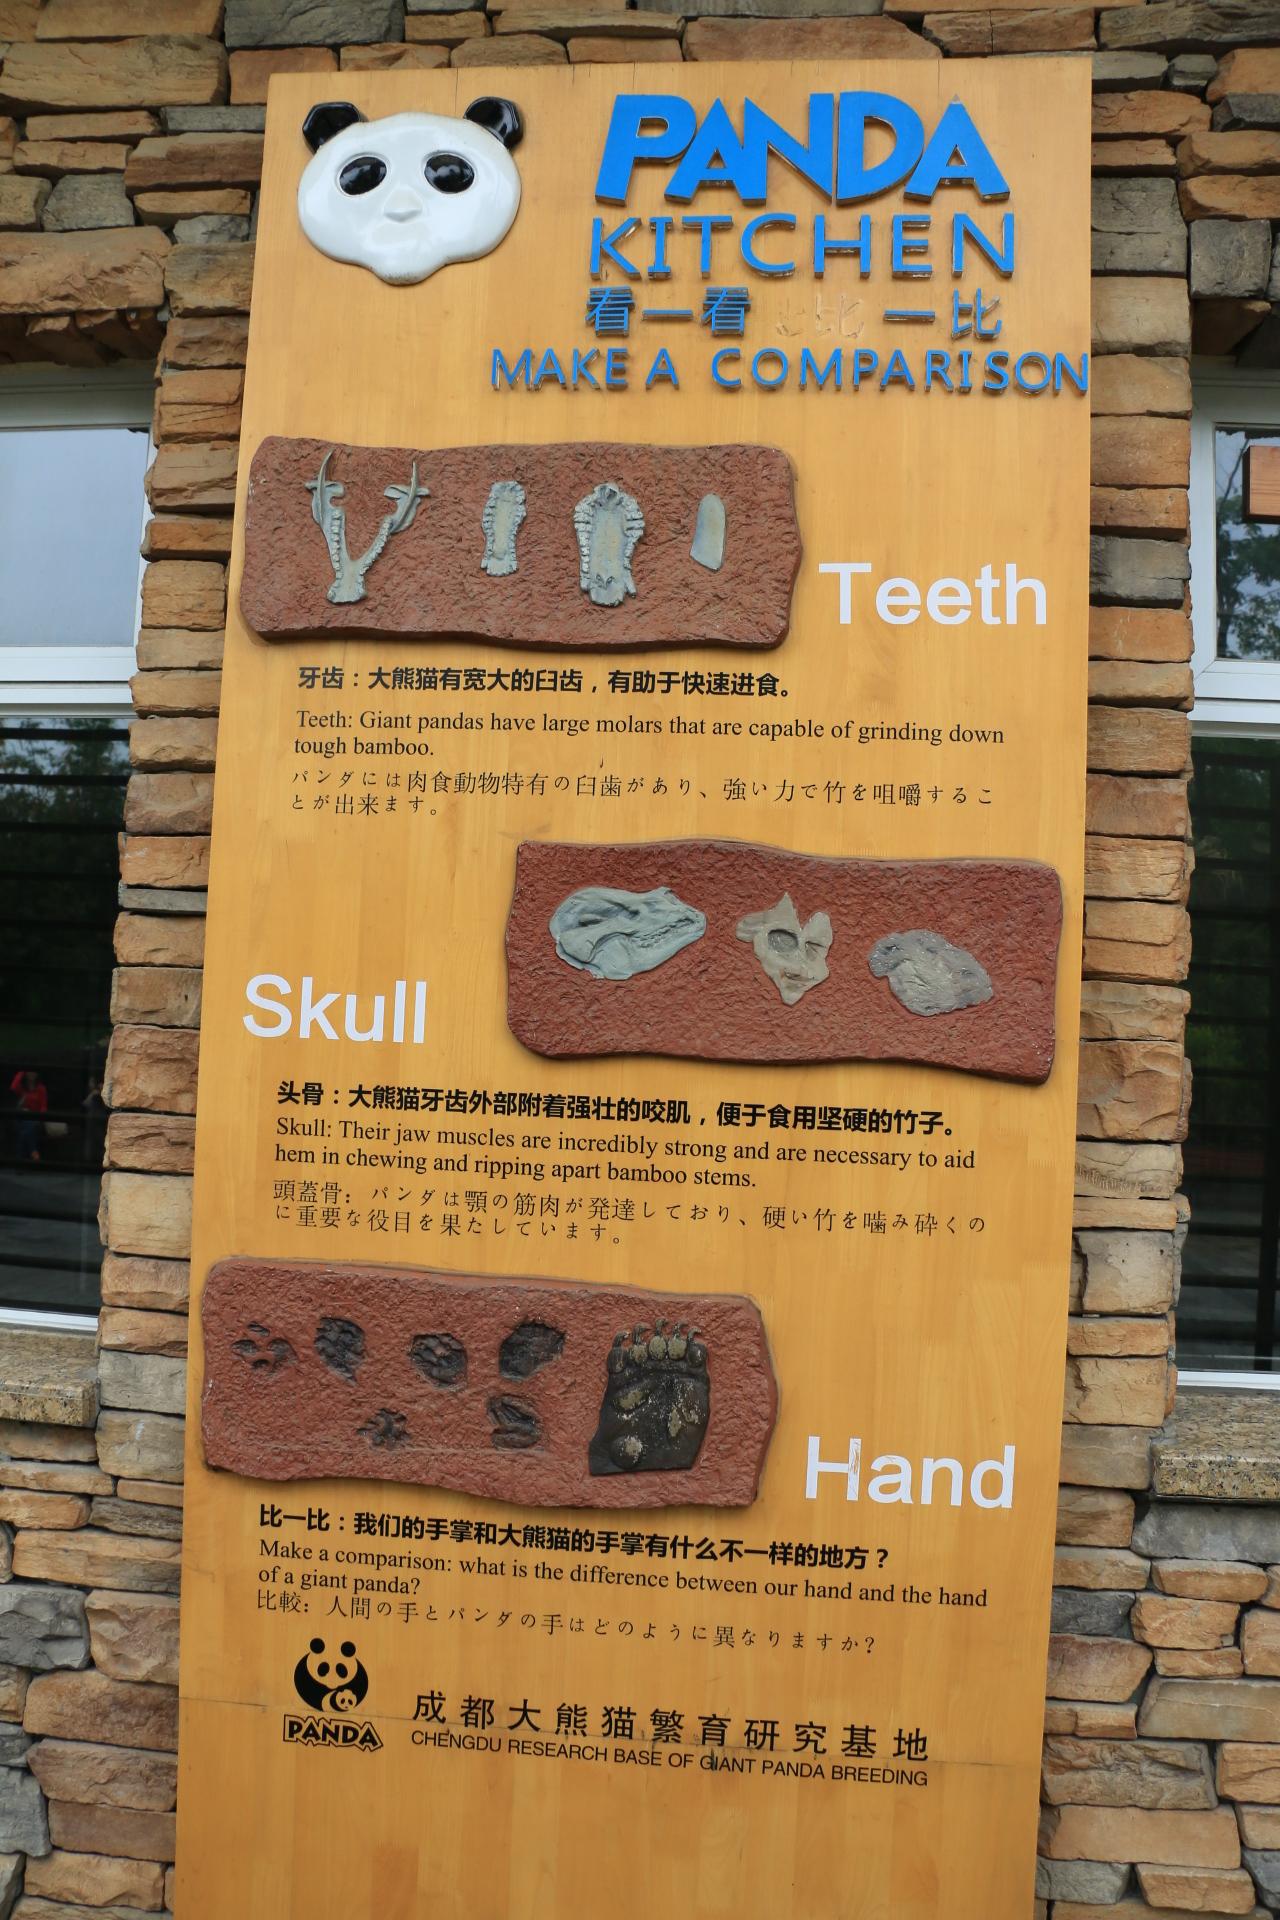 PANDA
KITCHEN
看一看 比一比
MAKE A COMPARISON
Teeth
牙齿：大熊猫有宽大的臼齿，有助于快速进食。
Teeth: Giant pandas have large molars that are capable of grinding down
tough bamboo.
パンダには肉食動物特有の臼歯があり、強い力で竹を咀嚼するこ
とが出来ます。
Skull
头骨：大熊猫牙齿外部附着强壮的咬肌，便于食用坚硬的竹子。
Skull: Their jaw muscles are incredibly strong and are necessary to aid
hem in chewing and ripping apart bamboo stems.
頭蓋骨：パンダは顎の筋肉が発達しており、硬い竹を噛み砕くの
に重要な役目を果たしています。
Hand
比一比：我们的手掌和大熊猫的手掌有什么不一样的地方？
Make a comparison: what is the difference between our hand and the hand
of a giant panda?
比較：人間の手とパンダの手はどのように異なりますか？
PANDA
成都大熊猫繁育研究基地
CHENGDU RESEARCH BASE OF GIANT PANDA BREEDING